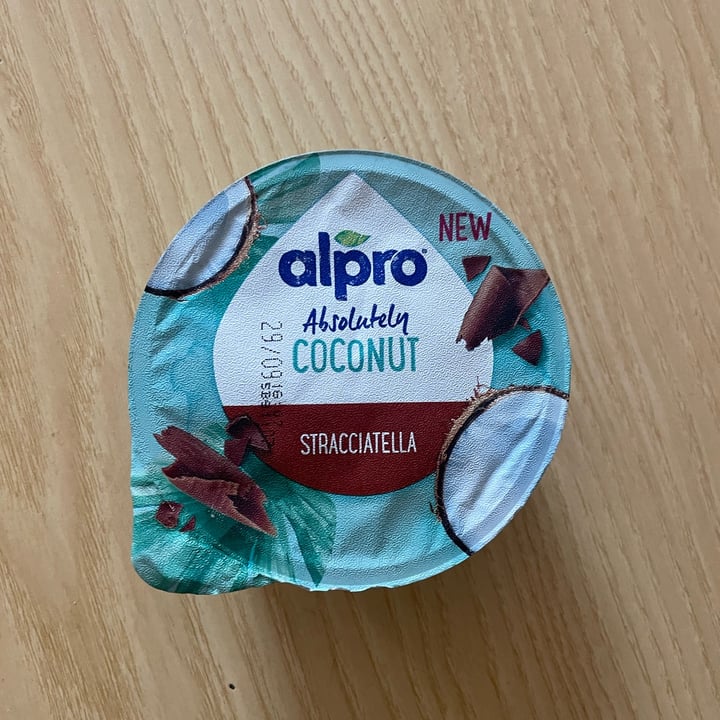 NEW
alpro
Absolutely
COCONUT
STRACCIATELLA
29/09